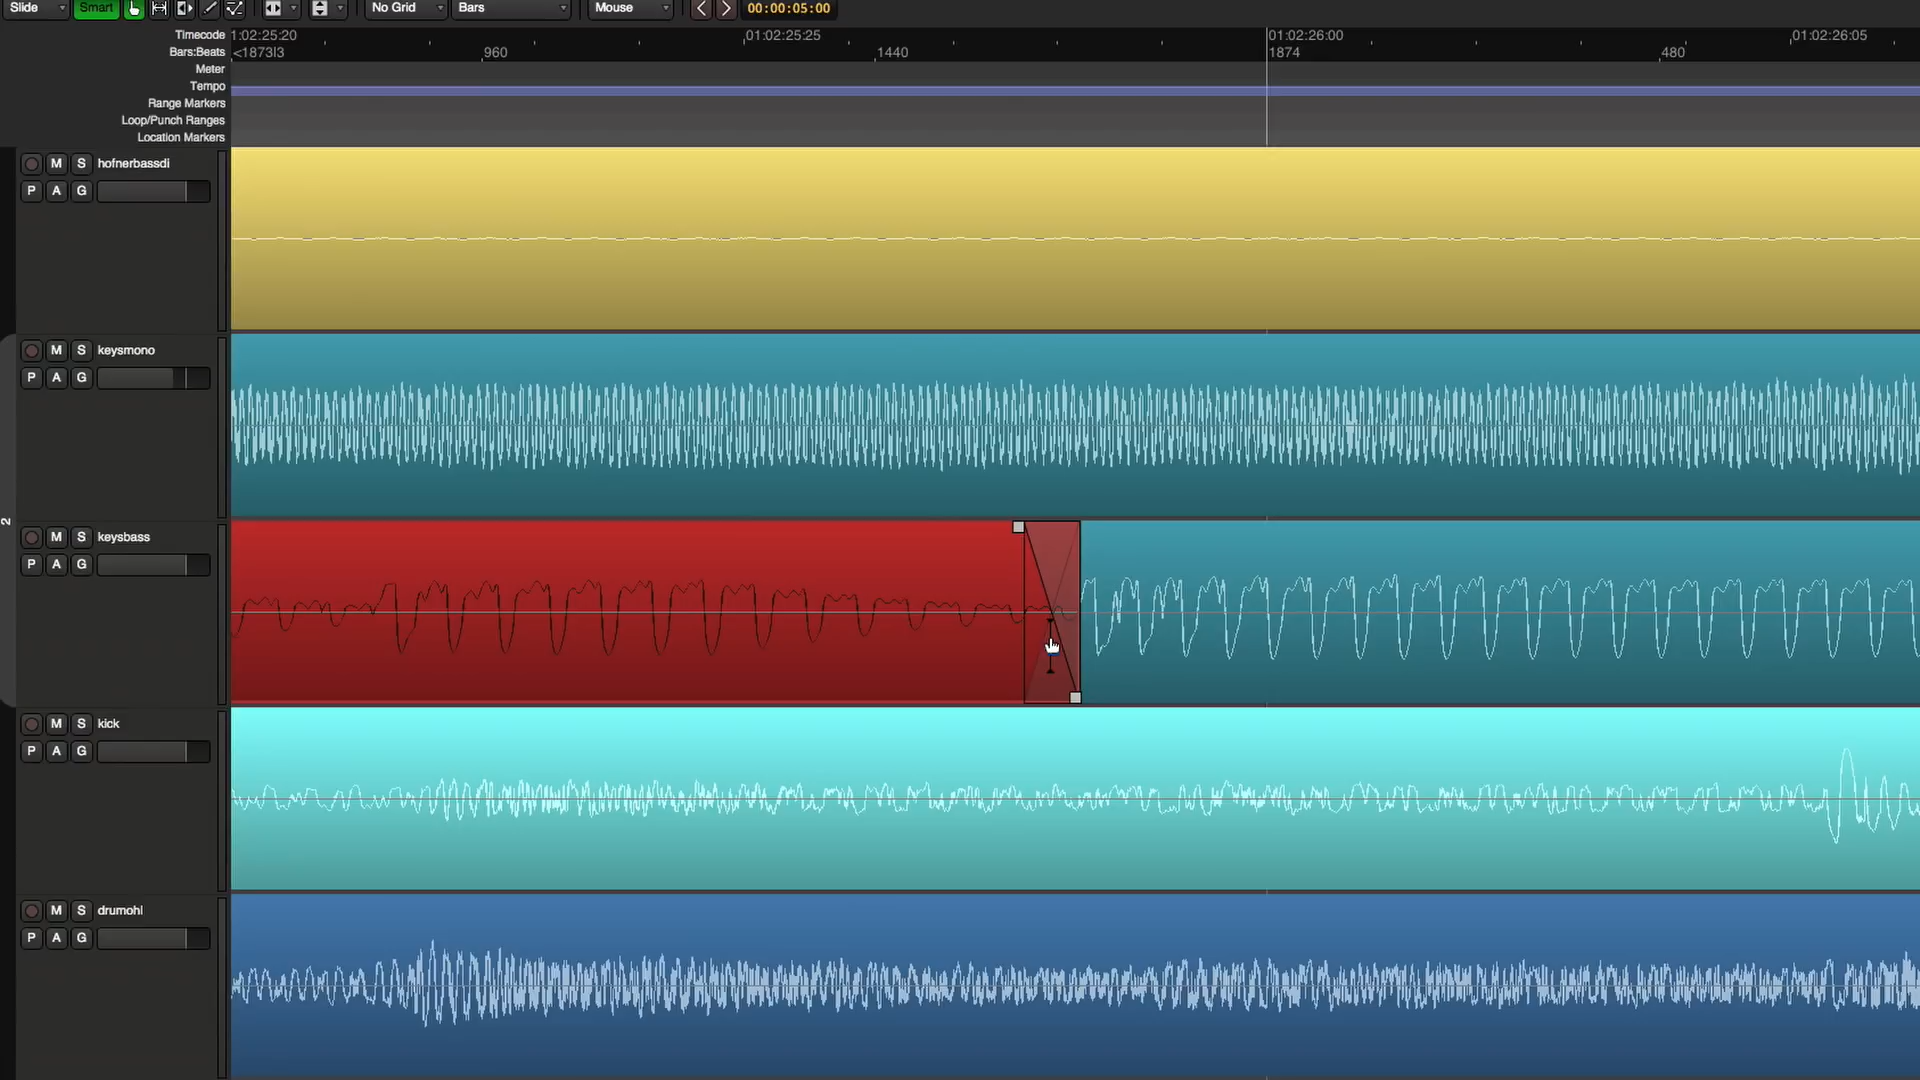 Slide Smart No Grid Bars Mouse 00:00:05:00
Timecode 1:02:25:20 01:02:25:25 01:02:26:00 01:02:26:05
Bars:Beats <1873|3 960 1440 1874 480
Meter
Tempo
Range Markers
Loop/Punch Ranges
Location Markers
M S hofnerbassdi
P A G
M S keysmono
P A G
2
M S keysbass
P A G
M S kick
P A G
M S drumohl
P A G